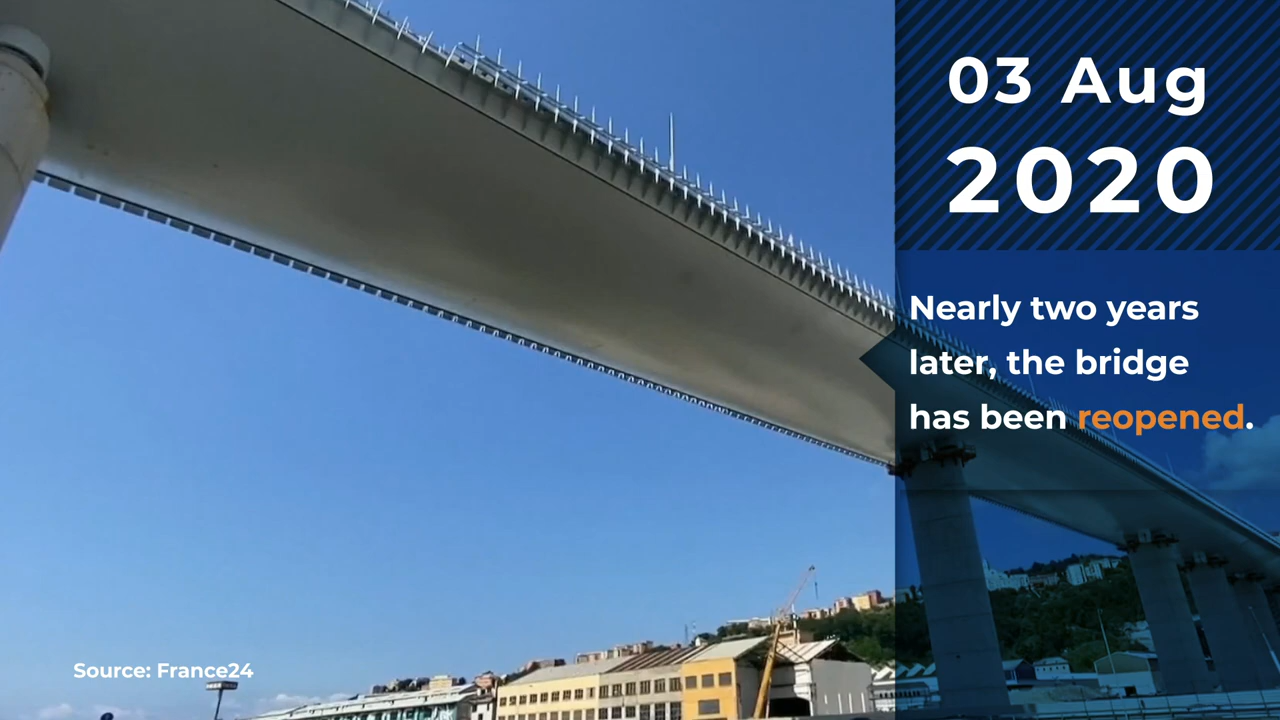 03 Aug
2020
Nearly two years
later, the bridge
has been reopened.
Source: France24